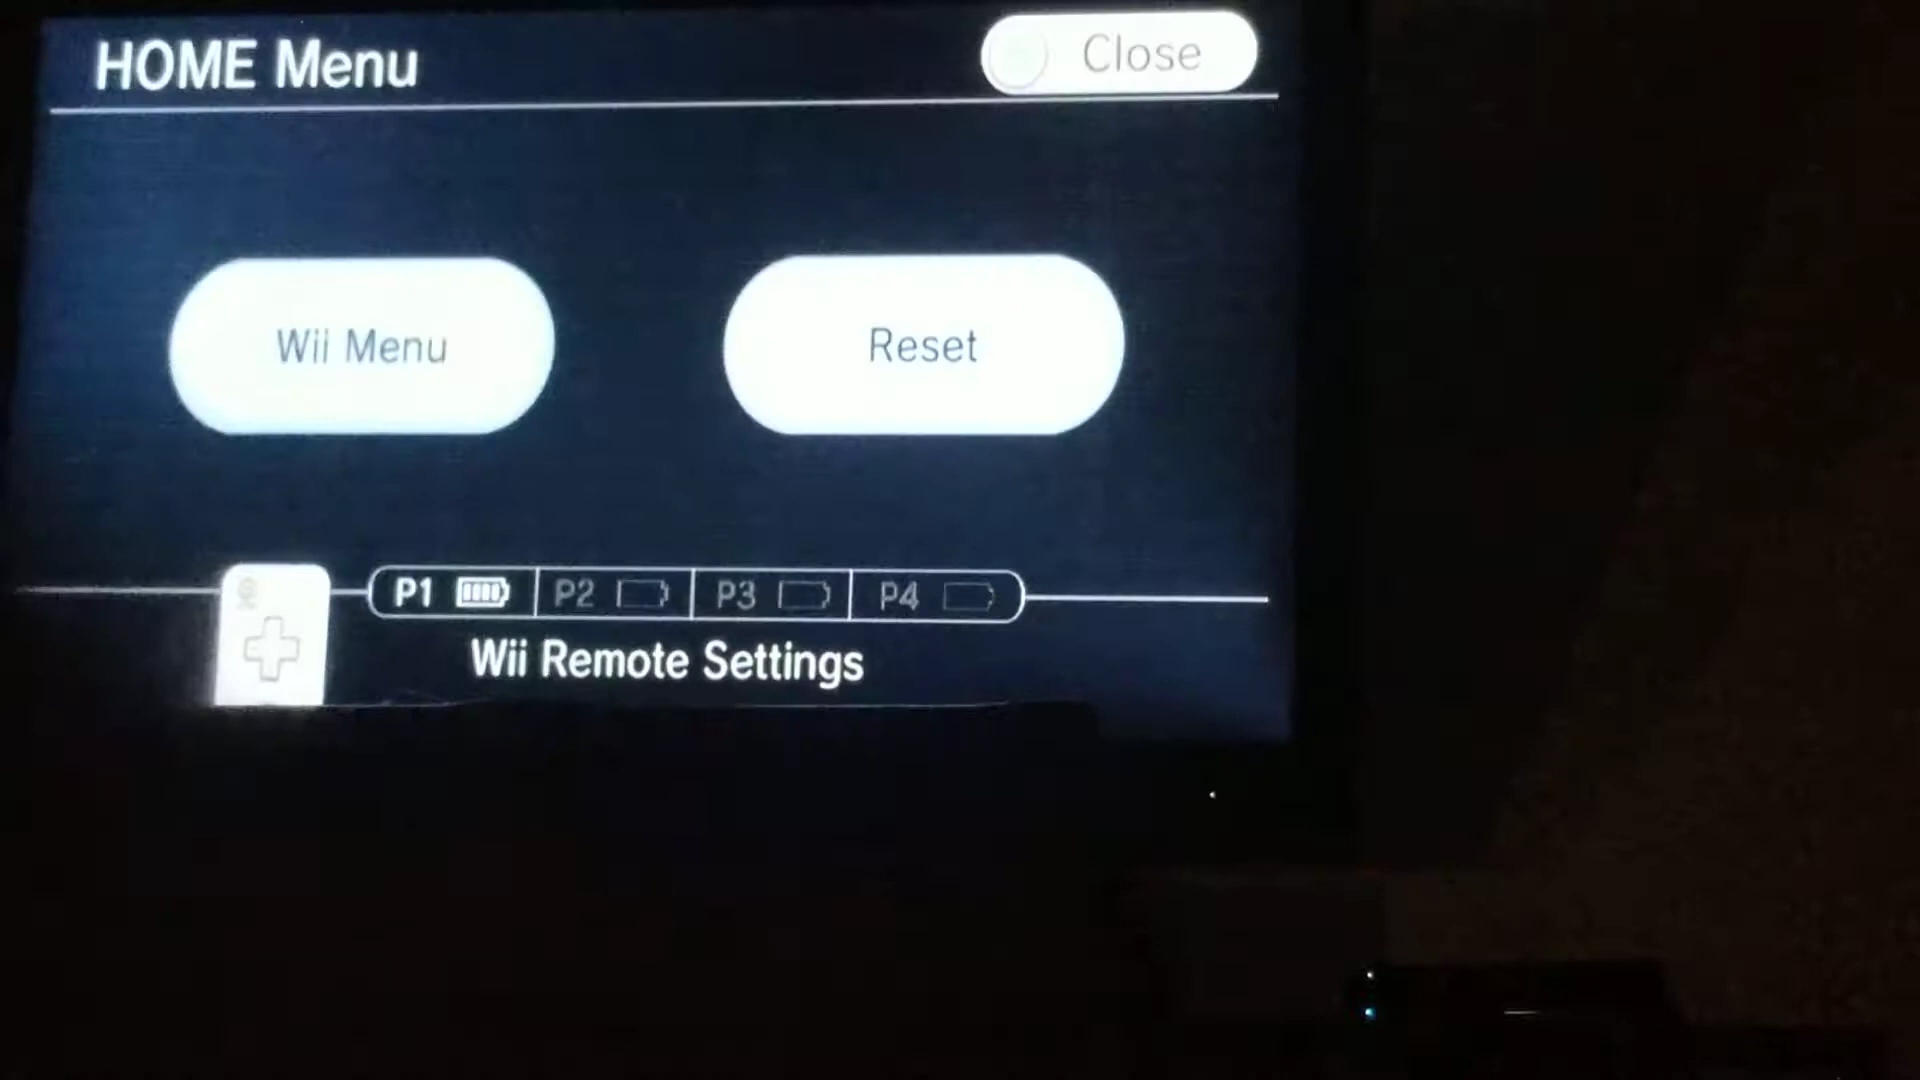 HOME Menu
Close
Wii Menu
Reset
P1 P2 P3 P4
Wii Remote Settings